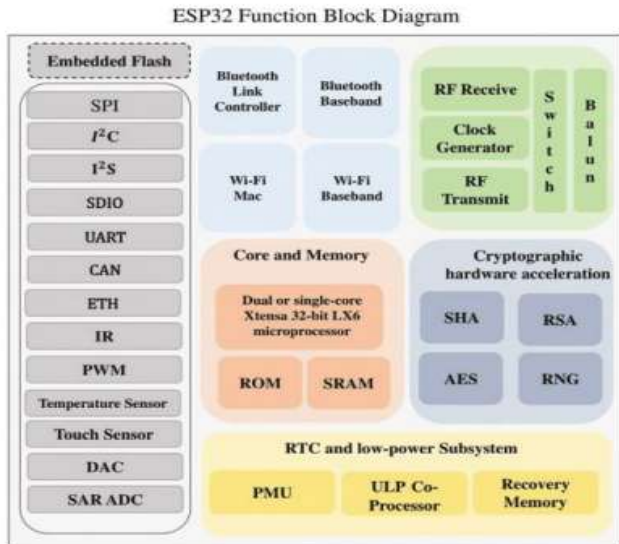 ESP32 Function Block Diagram
Embedded Flash
SPI
I²C
I²S
SDIO
UART
CAN
ETH
IR
PWM
Temperature Sensor
Touch Sensor
DAC
SAR ADC
Bluetooth
Link
Controller
Bluetooth
Baseband
Wi-Fi
Mac
Wi-Fi
Baseband
RF Receive
Clock
Generator
RF
Transmit
Switch
Balun
Core and Memory
Dual or single-core
Xtensa 32-bit LX6
microprocessor
ROM
SRAM
Cryptographic
hardware acceleration
SHA
RSA
AES
RNG
RTC and low-power Subsystem
PMU
ULP Co-
Processor
Recovery
Memory